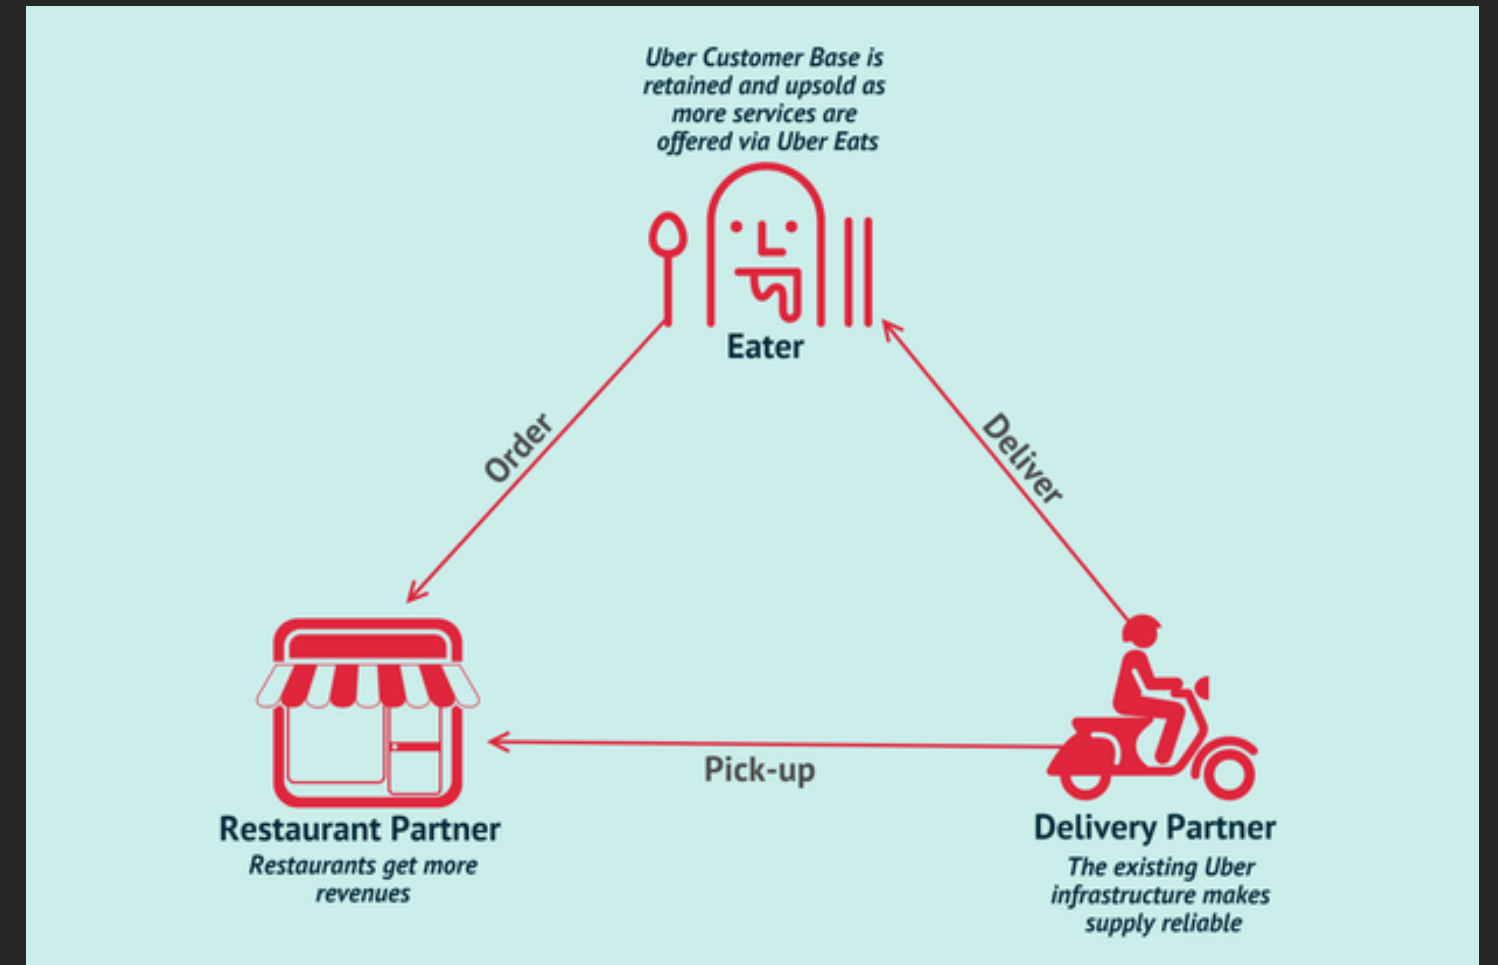 Uber Customer Base is
retained and upsold as
more services are
offered via Uber Eats
Eater
Order
Deliver
Pick-up
Restaurant Partner
Restaurants get more
revenues
Delivery Partner
The existing Uber
infrastructure makes
supply reliable